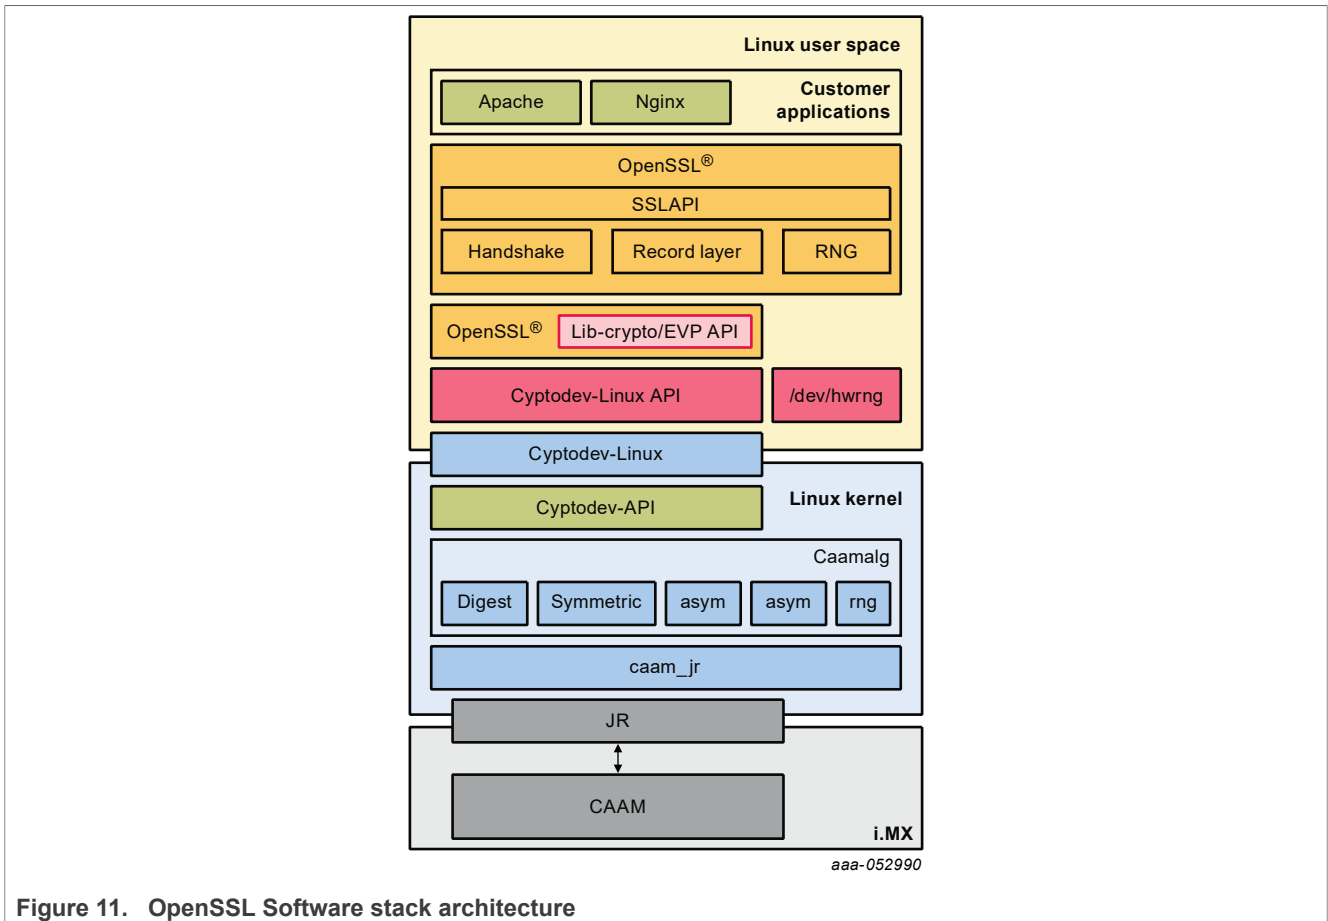 Linux user space
Customer
applications
Apache
Nginx
OpenSSL®
SSLAPI
Handshake
Record layer
RNG
OpenSSL®
Lib-crypto/EVP API
Cyptodev-Linux API
/dev/hwrng
Cyptodev-Linux
Linux kernel
Cyptodev-API
Caamalg
Digest
Symmetric
asym
asym
rng
caam_jr
JR
CAAM
i.MX
aaa-052990
Figure 11. OpenSSL Software stack architecture